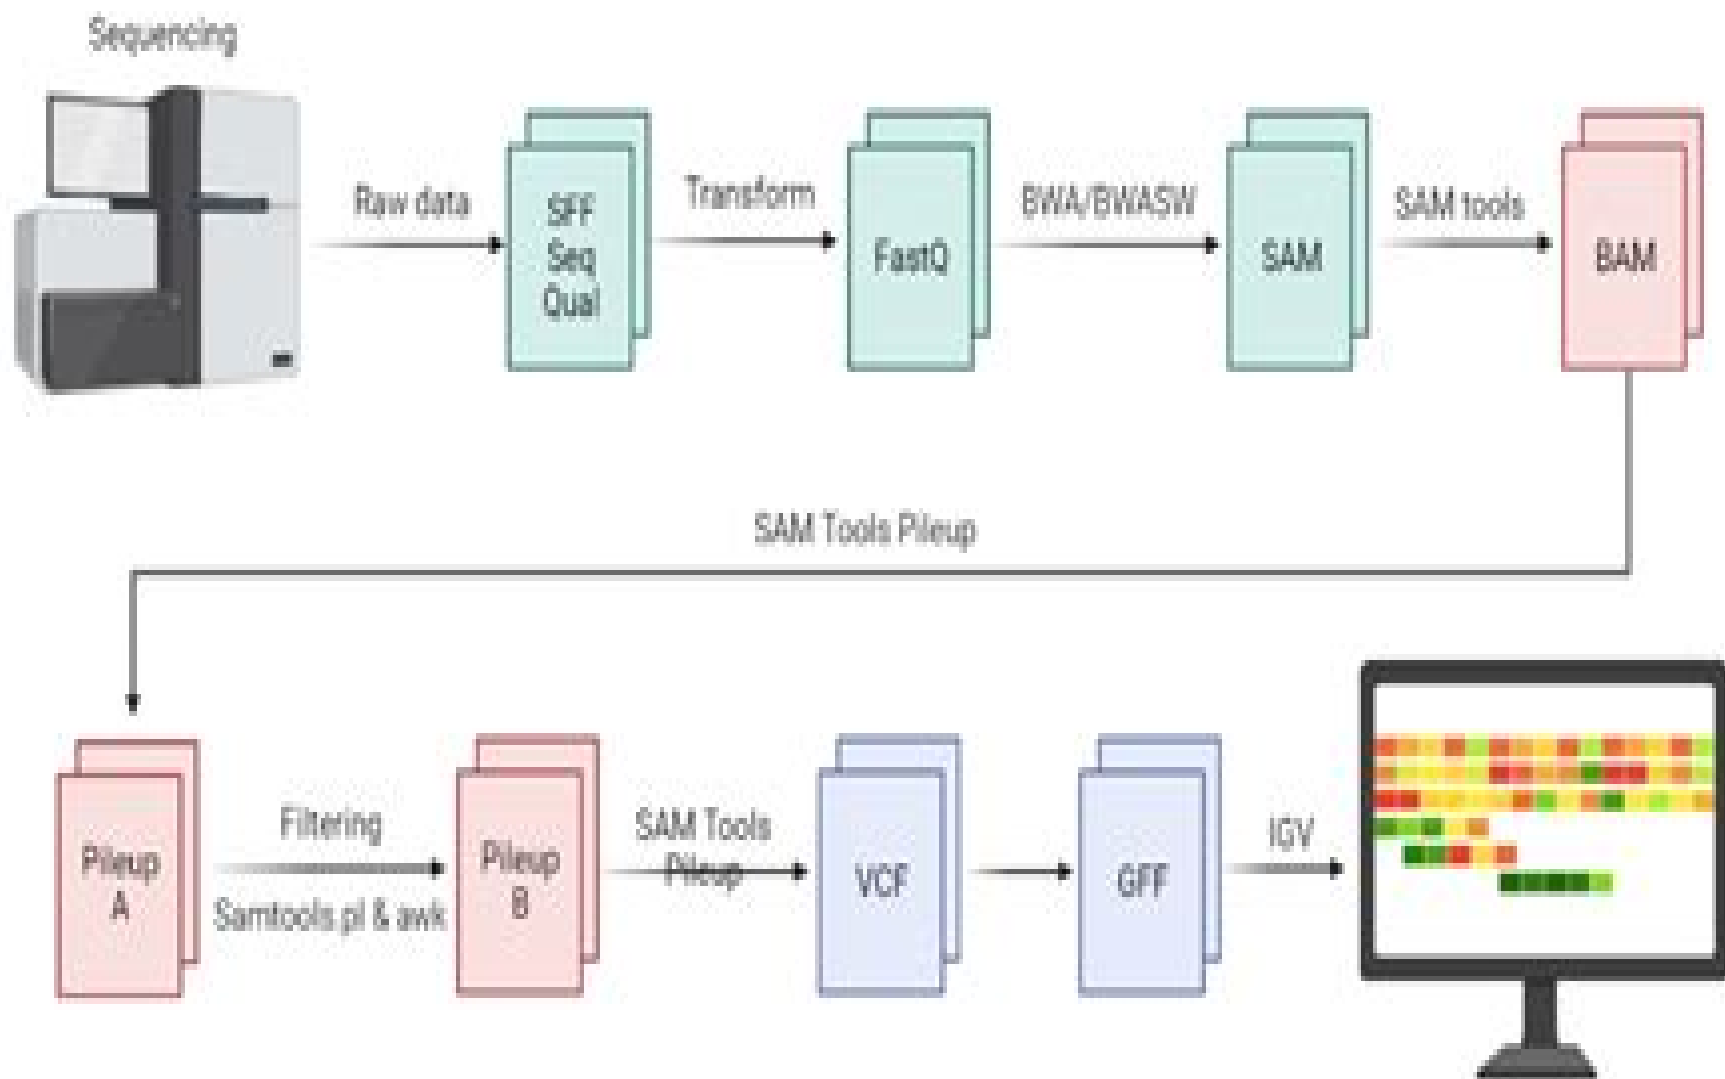 Sequencing
Raw data
SFF
Seq
Qual
Transform
FastQ
BWA/BWASW
SAM
SAM tools
BAM
SAM Tools Pileup
Pileup
A
Filtering
Samtools.pl & awk
Pileup
B
SAM Tools
Pileup
VCF
GFF
IGV